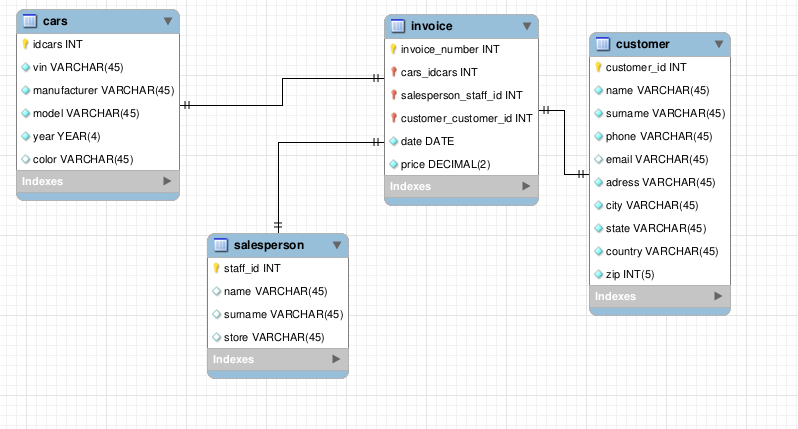 cars
idcars INT
vin VARCHAR(45)
manufacturer VARCHAR(45)
model VARCHAR(45)
year YEAR(4)
color VARCHAR(45)
Indexes
invoice
invoice_number INT
cars_idcars INT
salesperson_staff_id INT
customer_customer_id INT
date DATE
price DECIMAL(2)
Indexes
customer
customer_id INT
name VARCHAR(45)
surname VARCHAR(45)
phone VARCHAR(45)
email VARCHAR(45)
adress VARCHAR(45)
city VARCHAR(45)
state VARCHAR(45)
country VARCHAR(45)
zip INT(5)
Indexes
salesperson
staff_id INT
name VARCHAR(45)
surname VARCHAR(45)
store VARCHAR(45)
Indexes